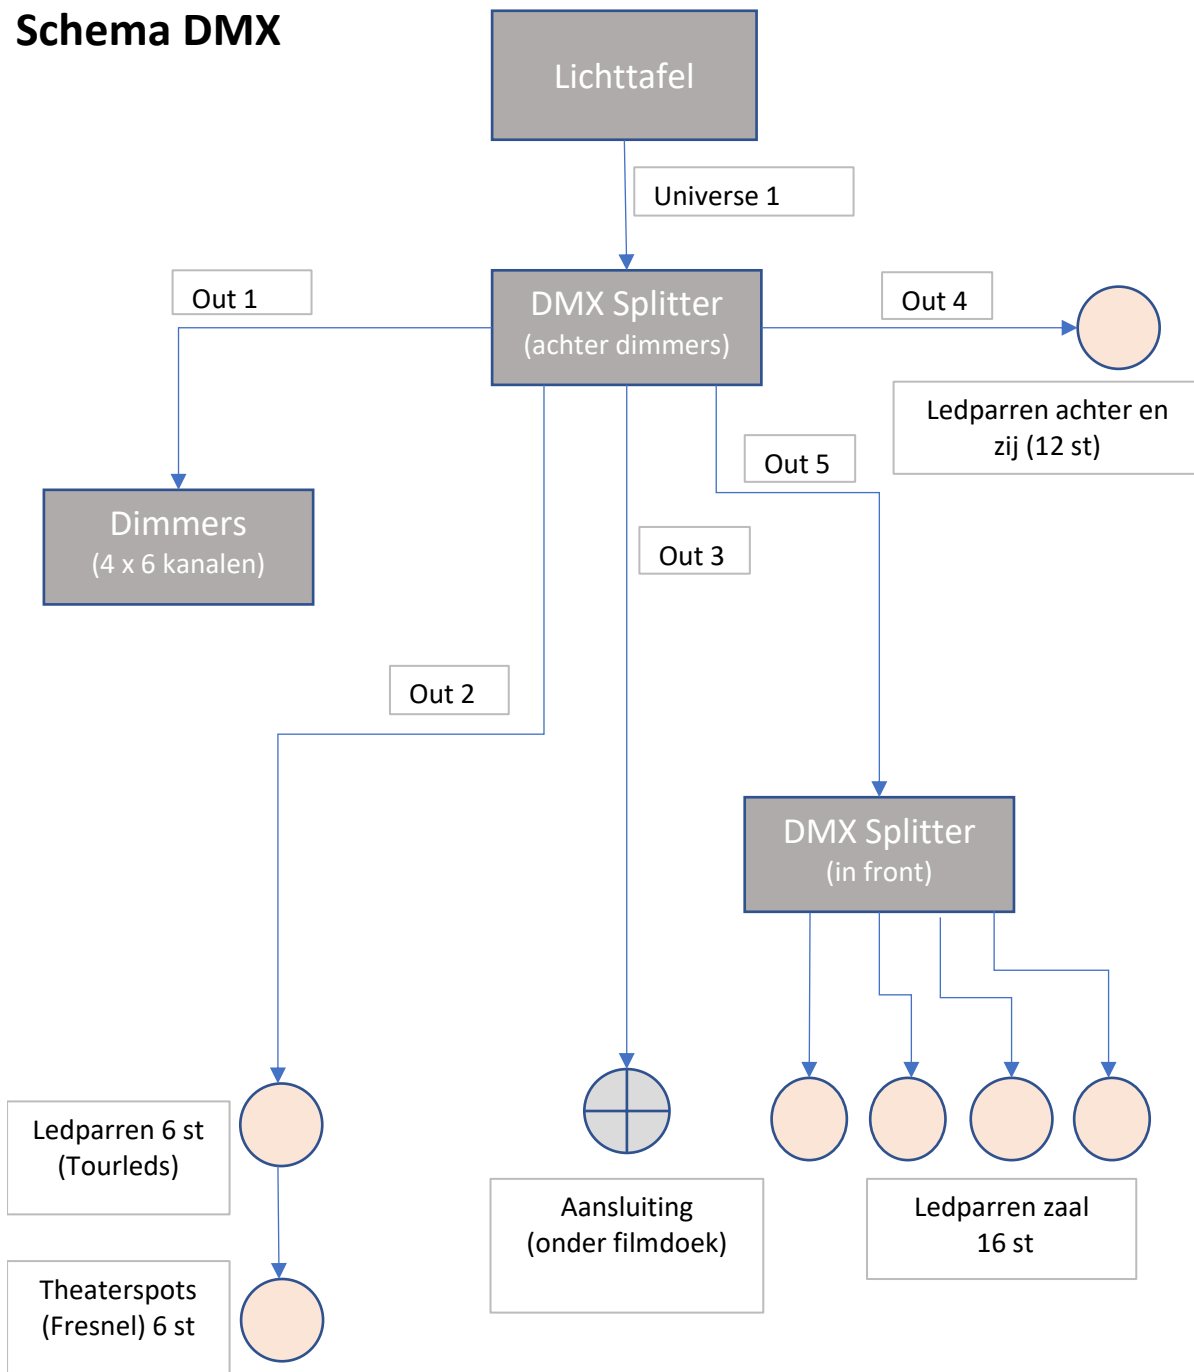 Schema DMX
Lichttafel
Universe 1
Out 1
DMX Splitter
(achter dimmers)
Out 4
Ledparren achter en
zij (12 st)
Out 5
Dimmers
(4 x 6 kanalen)
Out 3
Out 2
DMX Splitter
(in front)
Ledparren 6 st
(Tourleds)
Aansluiting
(onder filmdoek)
Ledparren zaal
16 st
Theaterspots
(Fresnel) 6 st